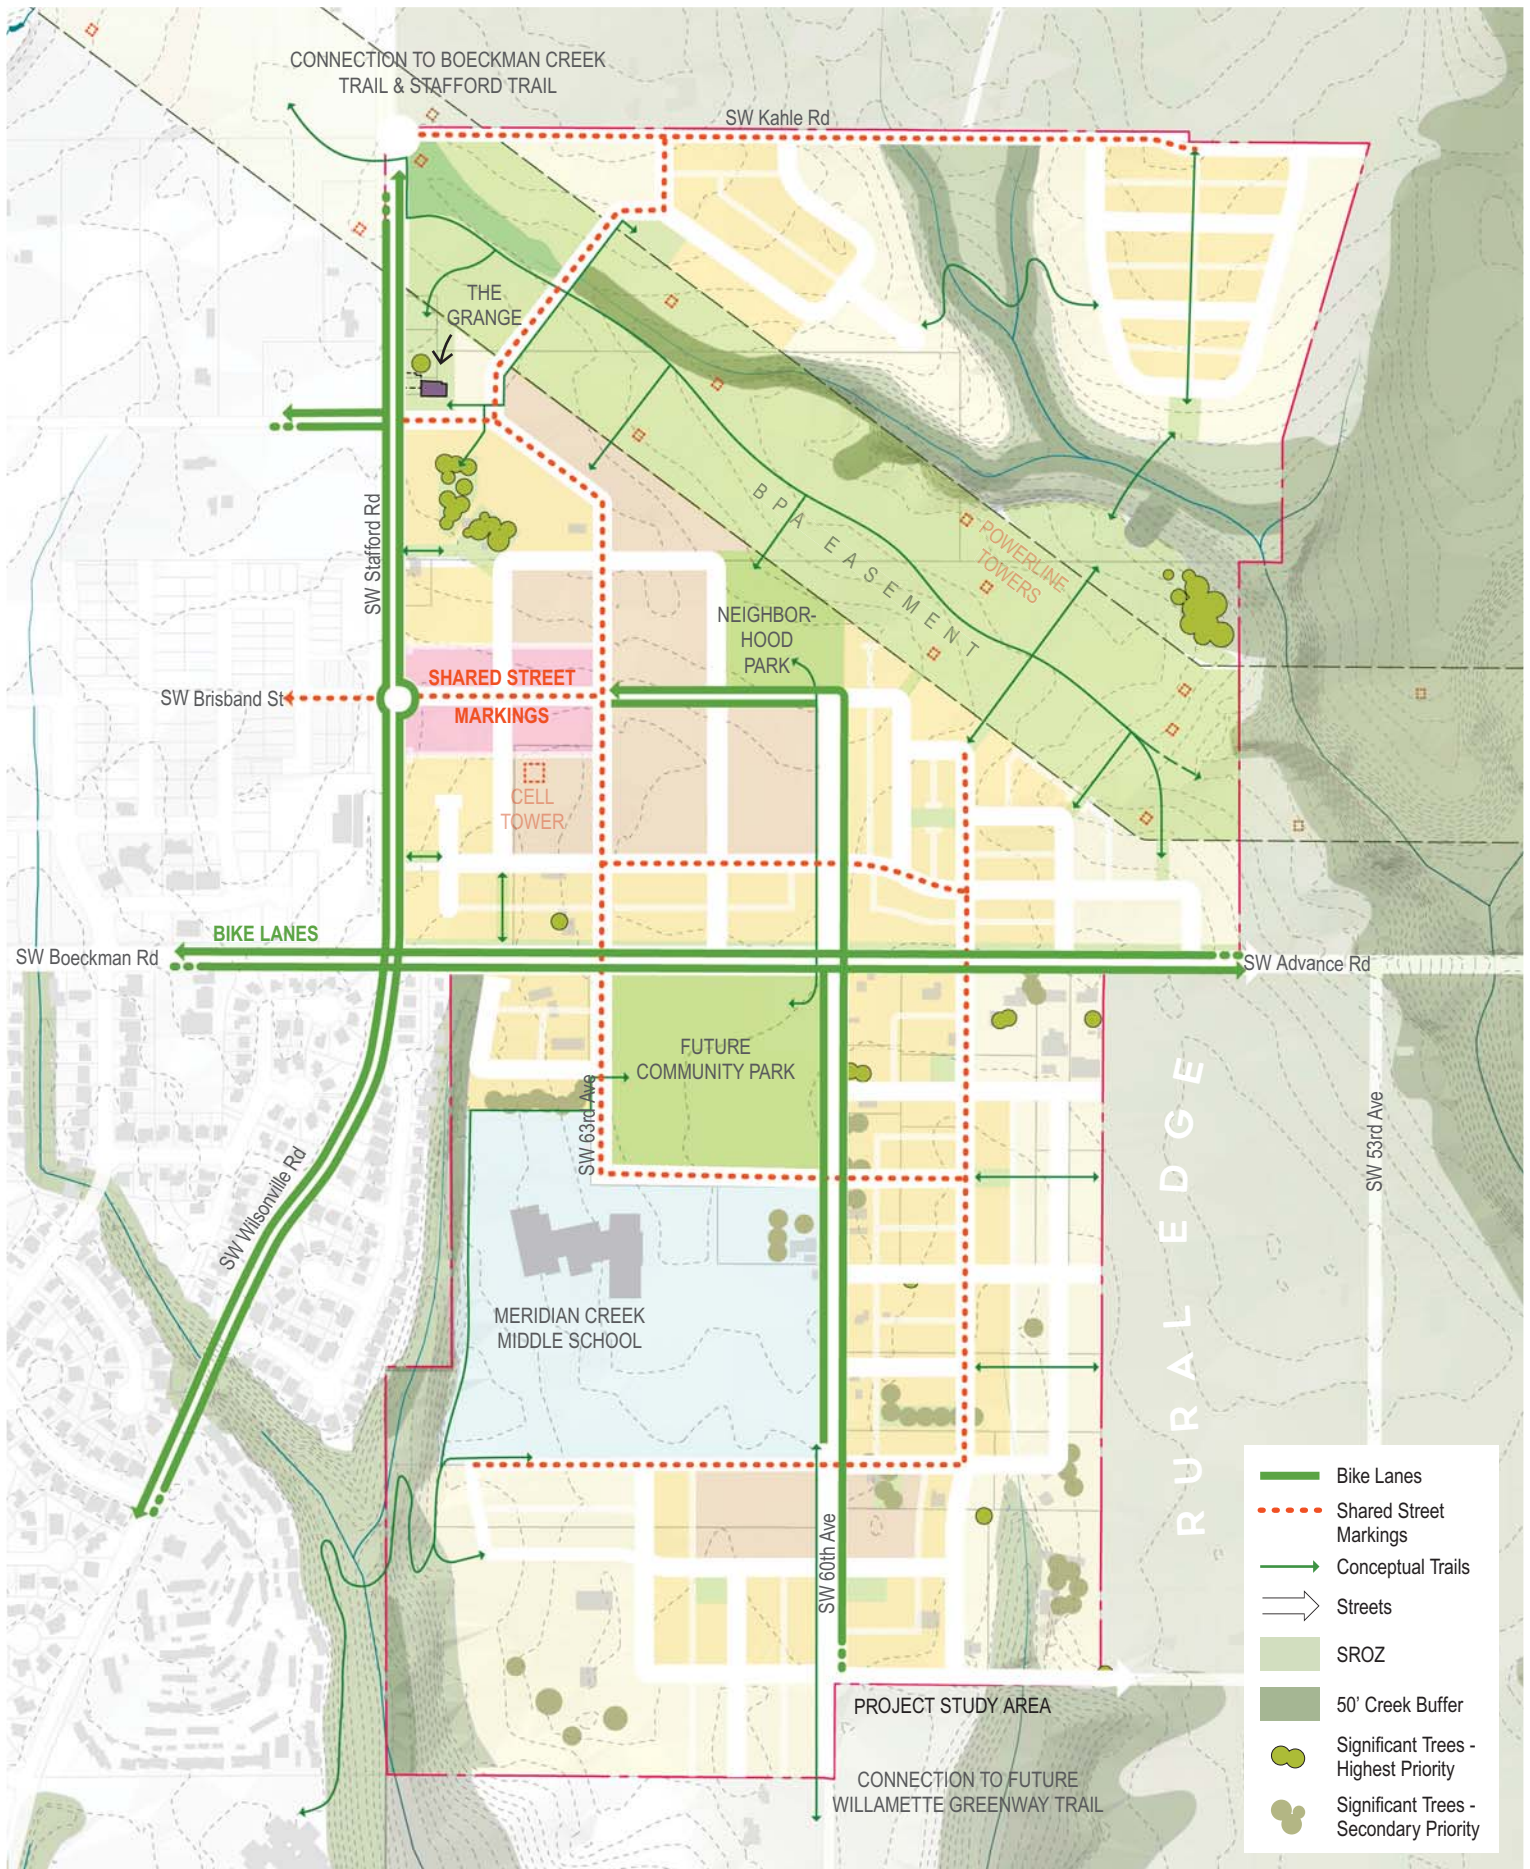 CONNECTION TO BOECKMAN CREEK
TRAIL & STAFFORD TRAIL
SW Kahle Rd
THE
GRANGE
SW Stafford Rd
BPA EASEMENT
POWERLINE
TOWERS
NEIGHBOR-
HOOD
PARK
SW Brisband St
SHARED STREET
MARKINGS
CELL
TOWER
BIKE LANES
SW Boeckman Rd
SW Advance Rd
FUTURE
COMMUNITY PARK
SW 63rd Ave
SW Wilsonville Rd
SW 53rd Ave
RURAL EDGE
MERIDIAN CREEK
MIDDLE SCHOOL
SW 60th Ave
PROJECT STUDY AREA
CONNECTION TO FUTURE
WILLAMETTE GREENWAY TRAIL
Bike Lanes
Shared Street
Markings
Conceptual Trails
Streets
SROZ
50’ Creek Buffer
Significant Trees -
Highest Priority
Significant Trees -
Secondary Priority